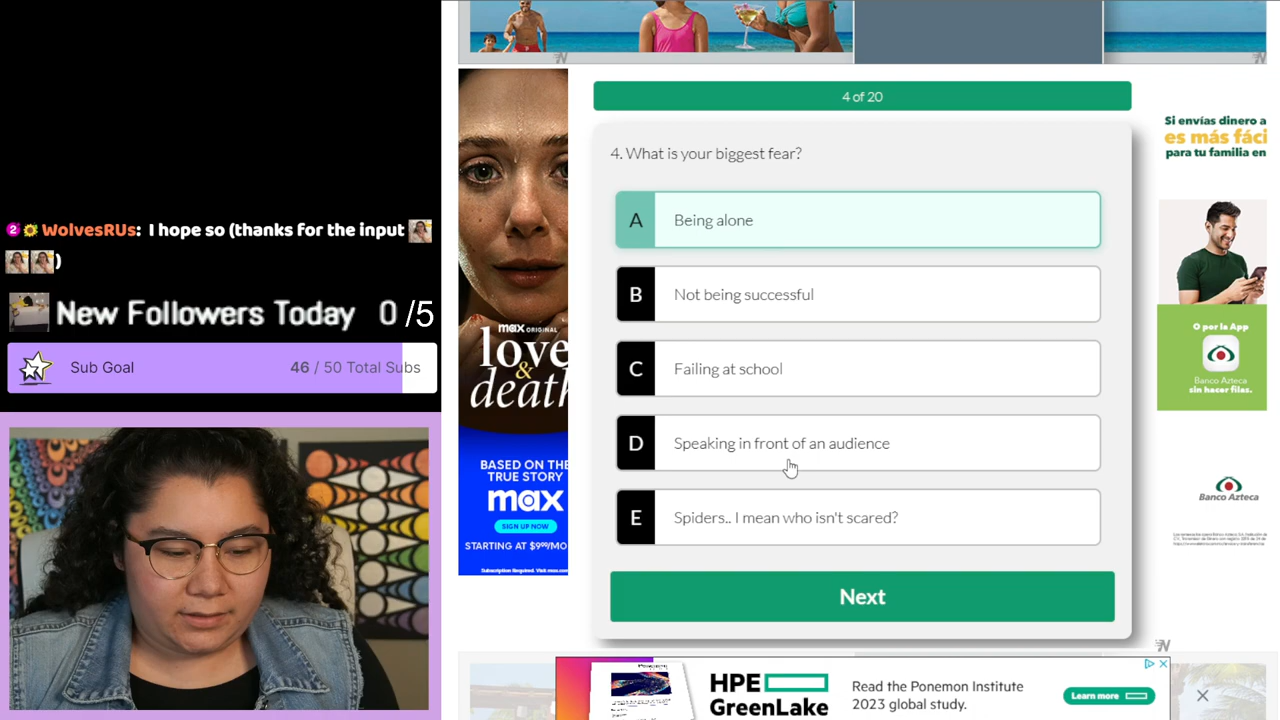 WolvesRUs: I hope so (thanks for the input
)
New Followers Today 0 /5
Sub Goal 46 / 50 Total Subs
max ORIGINAL
love
& death
BASED ON THE
TRUE STORY
max
SIGN UP NOW
STARTING AT $9.99/MO
4 of 20
4. What is your biggest fear?
A Being alone
B Not being successful
C Failing at school
D Speaking in front of an audience
E Spiders.. I mean who isn't scared?
Next
Si envías dinero a
es más fáci
para tu familia en
O por la App
Banco Azteca
sin hacer filas.
Banco Azteca
HPE
GreenLake
Read the Ponemon Institute
2023 global study.
Learn more